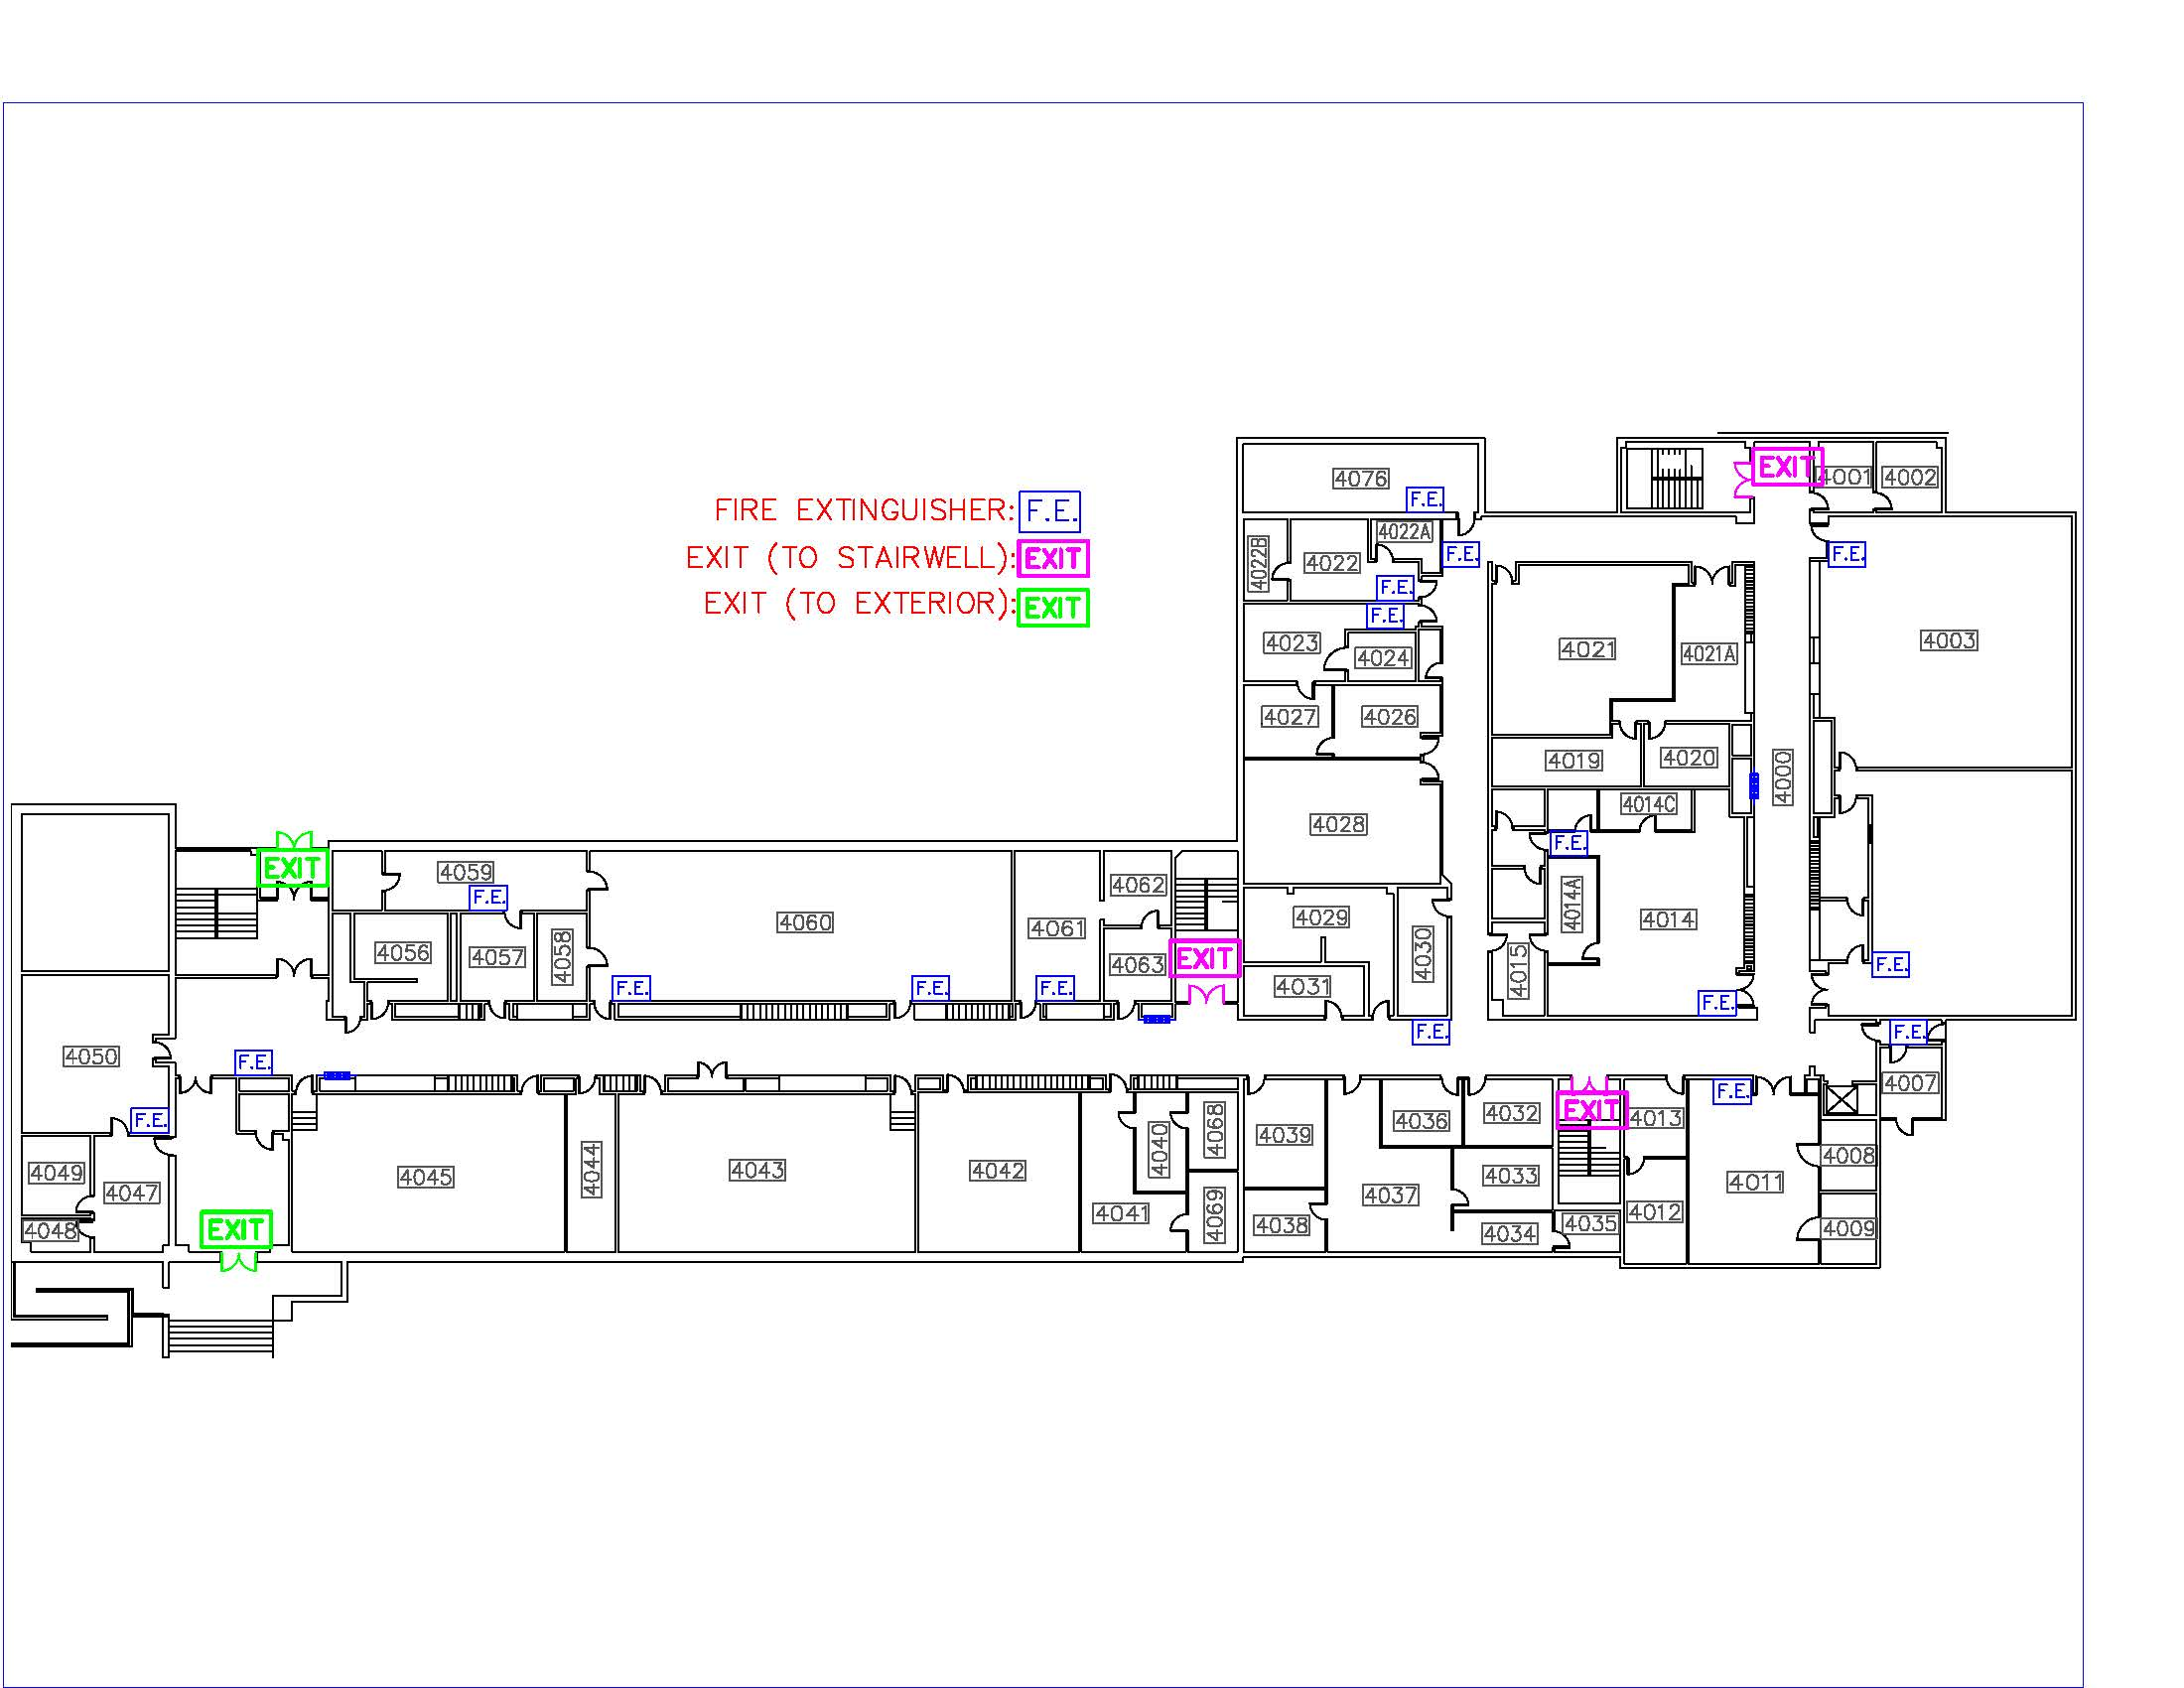 EXIT
4001
4002
4076
F.E.
FIRE EXTINGUISHER: F.E.
4022A
4022B
4022
F.E.
F.E.
EXIT (TO STAIRWELL): EXIT
F.E.
EXIT (TO EXTERIOR): EXIT
F.E.
4023
4024
4021
4021A
4003
4027
4026
4019
4020
4000
4014C
4028
F.E.
EXIT
4059
F.E.
4062
4060
4061
4029
4014A
4014
4056
4057
4058
4063
EXIT
4030
4015
F.E.
F.E.
F.E.
F.E.
4031
F.E.
F.E.
F.E.
4050
F.E.
4007
F.E.
F.E.
EXIT
4068
4036
4032
4013
4039
4040
4049
4047
4045
4044
4043
4042
4033
4008
4037
4011
4048
EXIT
4041
4069
4038
4034
4035
4012
4009